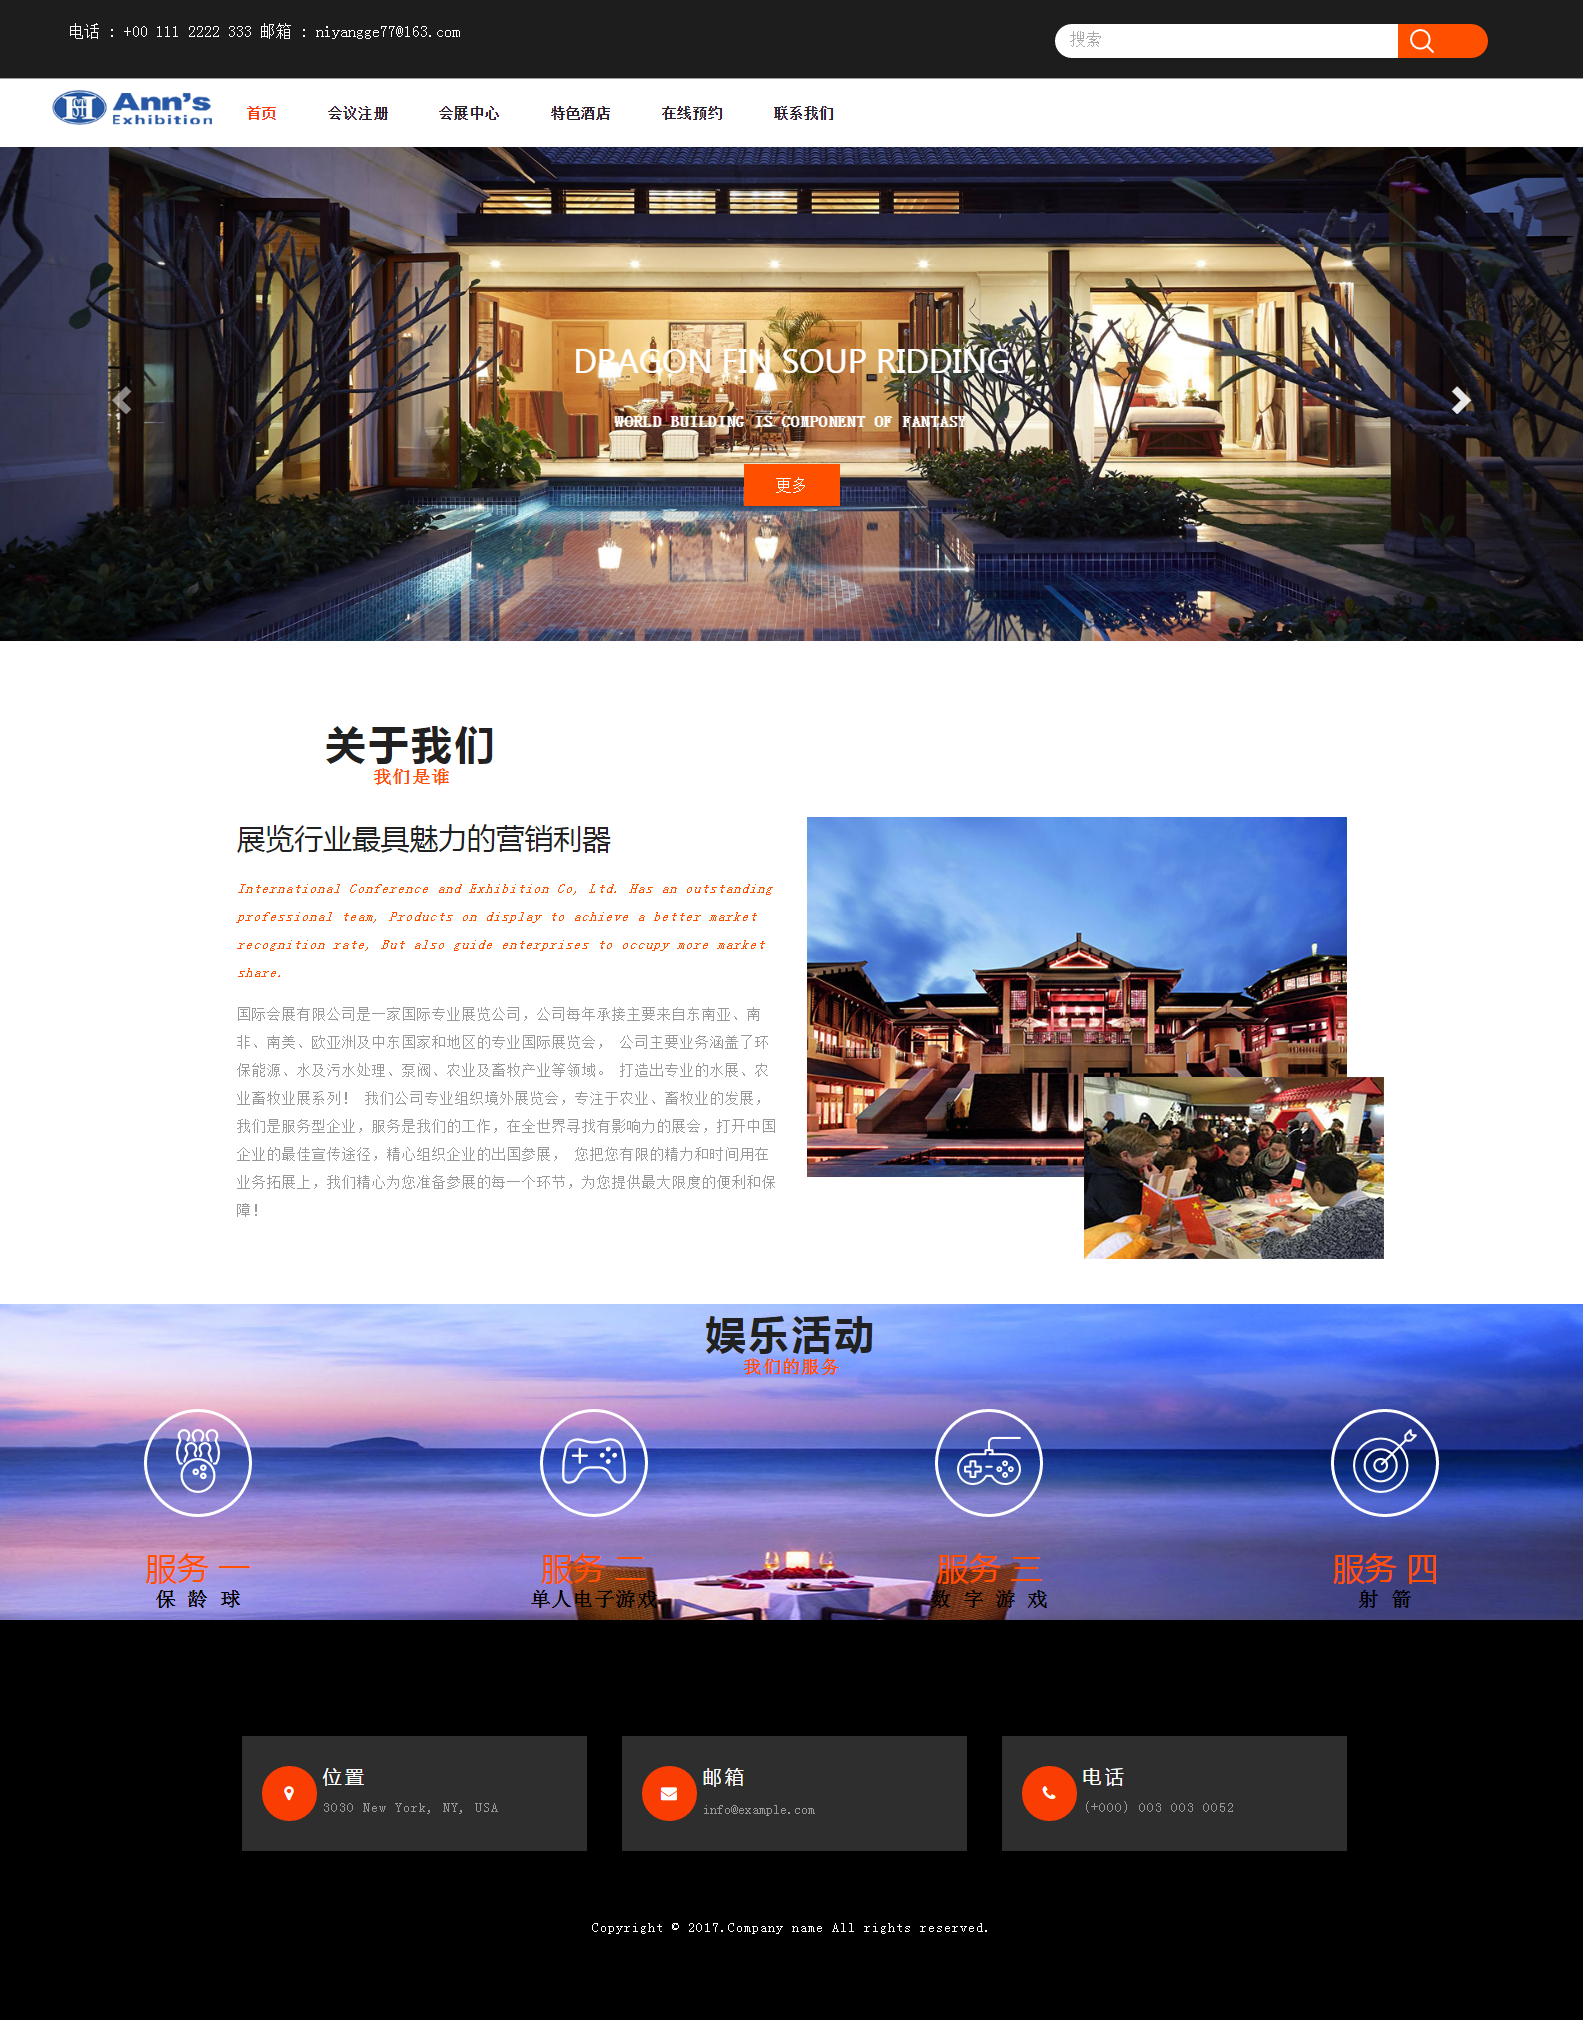 电话 : +00 111 2222 333 邮箱 : niyangge77@163.com
搜索
Ann's
Exhibition
首页 会议注册 会展中心 特色酒店 在线预约 联系我们
DRAGON FIN SOUP RIDDING
WORLD BUILDING IS COMPONENT OF FANTASY
更多
关于我们
我们是谁
展览行业最具魅力的营销利器
International Conference and Exhibition Co, Ltd. Has an outstanding
professional team, Products on display to achieve a better market
recognition rate, But also guide enterprises to occupy more market
share.
国际会展有限公司是一家国际专业展览公司，公司每年承接主要来自东南亚、南
非、南美、欧亚洲及中东国家和地区的专业国际展览会， 公司主要业务涵盖了环
保能源、水及污水处理、泵阀、农业及畜牧产业等领域。 打造出专业的水展、农
业畜牧业展系列！ 我们公司专业组织境外展览会，专注于农业、畜牧业的发展，
我们是服务型企业，服务是我们的工作，在全世界寻找有影响力的展会，打开中国
企业的最佳宣传途径，精心组织企业的出国参展， 您把您有限的精力和时间用在
业务拓展上，我们精心为您准备参展的每一个环节，为您提供最大限度的便利和保
障！
娱乐活动
我们的服务
服务 一
保 龄 球
服务 二
单人电子游戏
服务 三
数 字 游 戏
服务 四
射 箭
位置
3030 New York, NY, USA
邮箱
info@example.com
电话
(+000) 003 003 0052
Copyright © 2017.Company name All rights reserved.